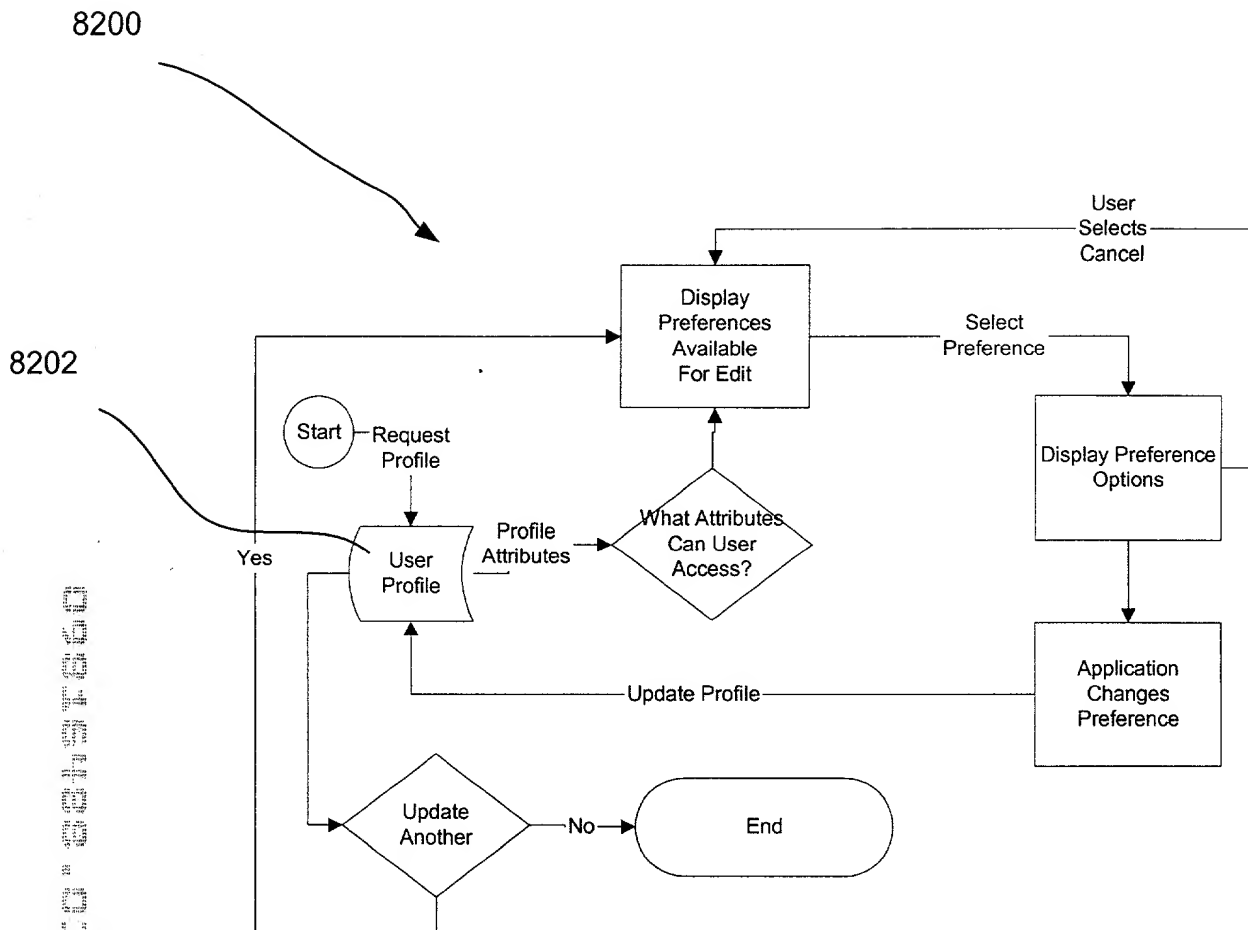 8200
User
Selects
Cancel
Display
Preferences
Available
For Edit
Select
Preference
8202
Start
Request
Profile
Display Preference
Options
What Attributes
Can User
Access?
Profile
Attributes
User
Profile
Yes
Application
Changes
Preference
Update Profile
Update
Another
No
End